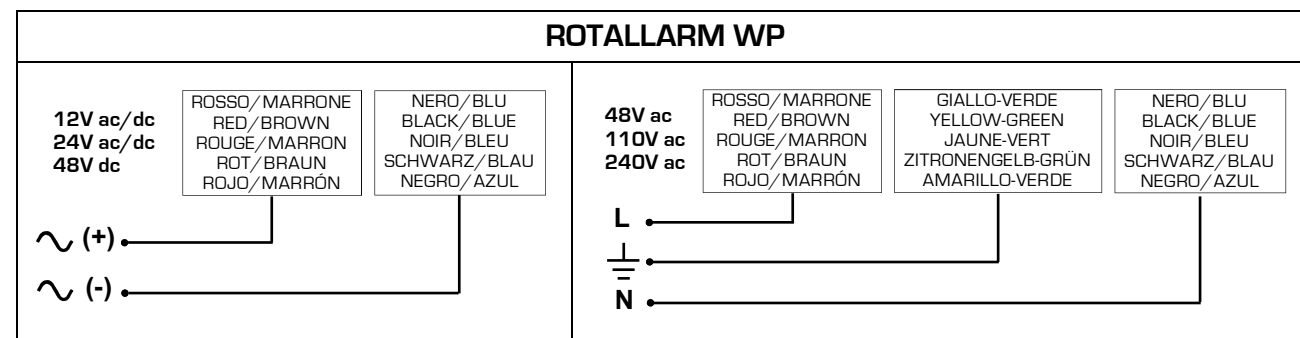 ROTALLARM WP
12V ac/dc
24V ac/dc
48V dc
ROSSO/MARRONE
RED/BROWN
ROUGE/MARRON
ROT/BRAUN
ROJO/MARRÓN
NERO/BLU
BLACK/BLUE
NOIR/BLEU
SCHWARZ/BLAU
NEGRO/AZUL
(+)
(-)
48V ac
110V ac
240V ac
ROSSO/MARRONE
RED/BROWN
ROUGE/MARRON
ROT/BRAUN
ROJO/MARRÓN
GIALLO-VERDE
YELLOW-GREEN
JAUNE-VERT
ZITRONENGELB-GRÜN
AMARILLO-VERDE
NERO/BLU
BLACK/BLUE
NOIR/BLEU
SCHWARZ/BLAU
NEGRO/AZUL
L
N